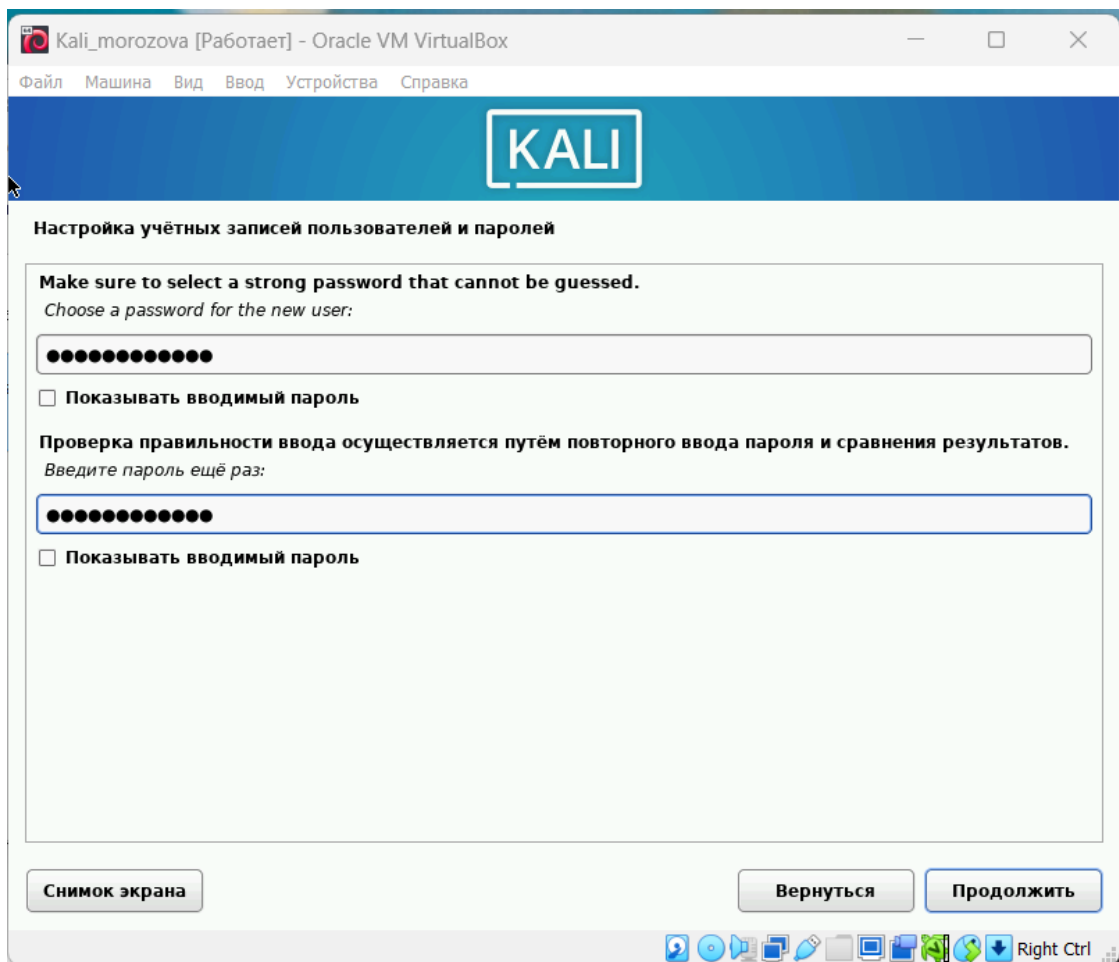 Kali_morozova [Работает] - Oracle VM VirtualBox
Файл Машина Вид Ввод Устройства Справка
KALI
Настройка учётных записей пользователей и паролей
Make sure to select a strong password that cannot be guessed.
Choose a password for the new user:
●●●●●●●●●●●●
Показывать вводимый пароль
Проверка правильности ввода осуществляется путём повторного ввода пароля и сравнения результатов.
Введите пароль ещё раз:
●●●●●●●●●●●●
Показывать вводимый пароль
Снимок экрана Вернуться Продолжить
Right Ctrl